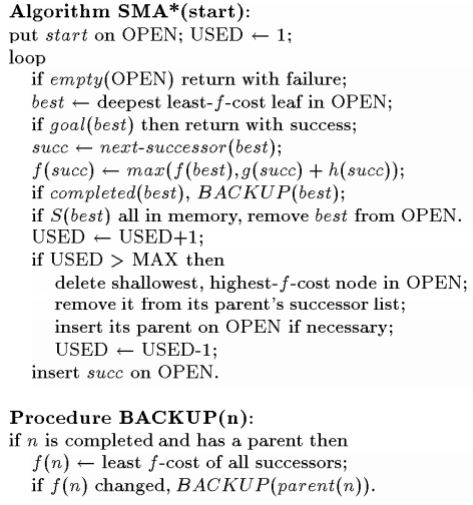 Algorithm SMA*(start):
put start on OPEN; USED ← 1;
loop
if empty(OPEN) return with failure;
best ← deepest least-f-cost leaf in OPEN;
if goal(best) then return with success;
succ ← next-successor(best);
f(succ) ← max(f(best),g(succ) + h(succ));
if completed(best), BACKUP(best);
if S(best) all in memory, remove best from OPEN.
USED ← USED+1;
if USED > MAX then
delete shallowest, highest-f-cost node in OPEN;
remove it from its parent's successor list;
insert its parent on OPEN if necessary;
USED ← USED-1;
insert succ on OPEN.
Procedure BACKUP(n):
if n is completed and has a parent then
f(n) ← least f-cost of all successors;
if f(n) changed, BACKUP(parent(n)).